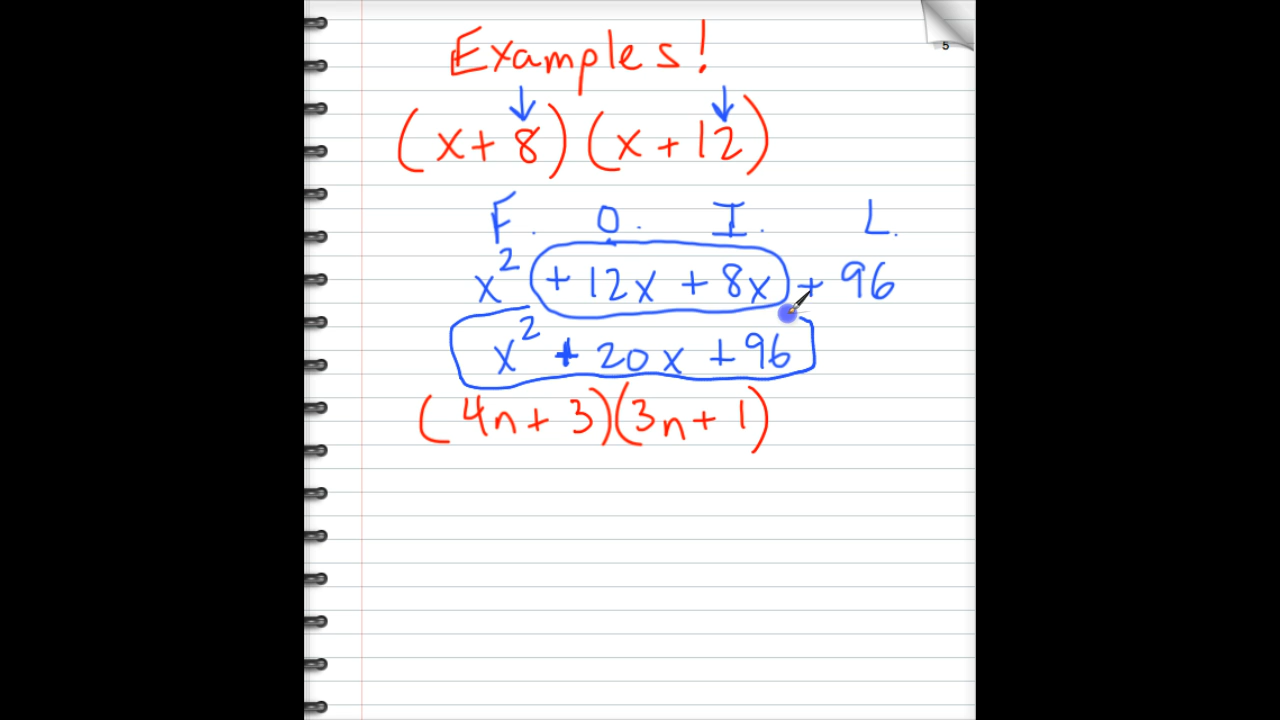 5
Examples!
(x + 8)(x + 12)
F. O. I. L.
x² + 12x + 8x + 96
x² + 20x + 96
(4n + 3)(3n + 1)